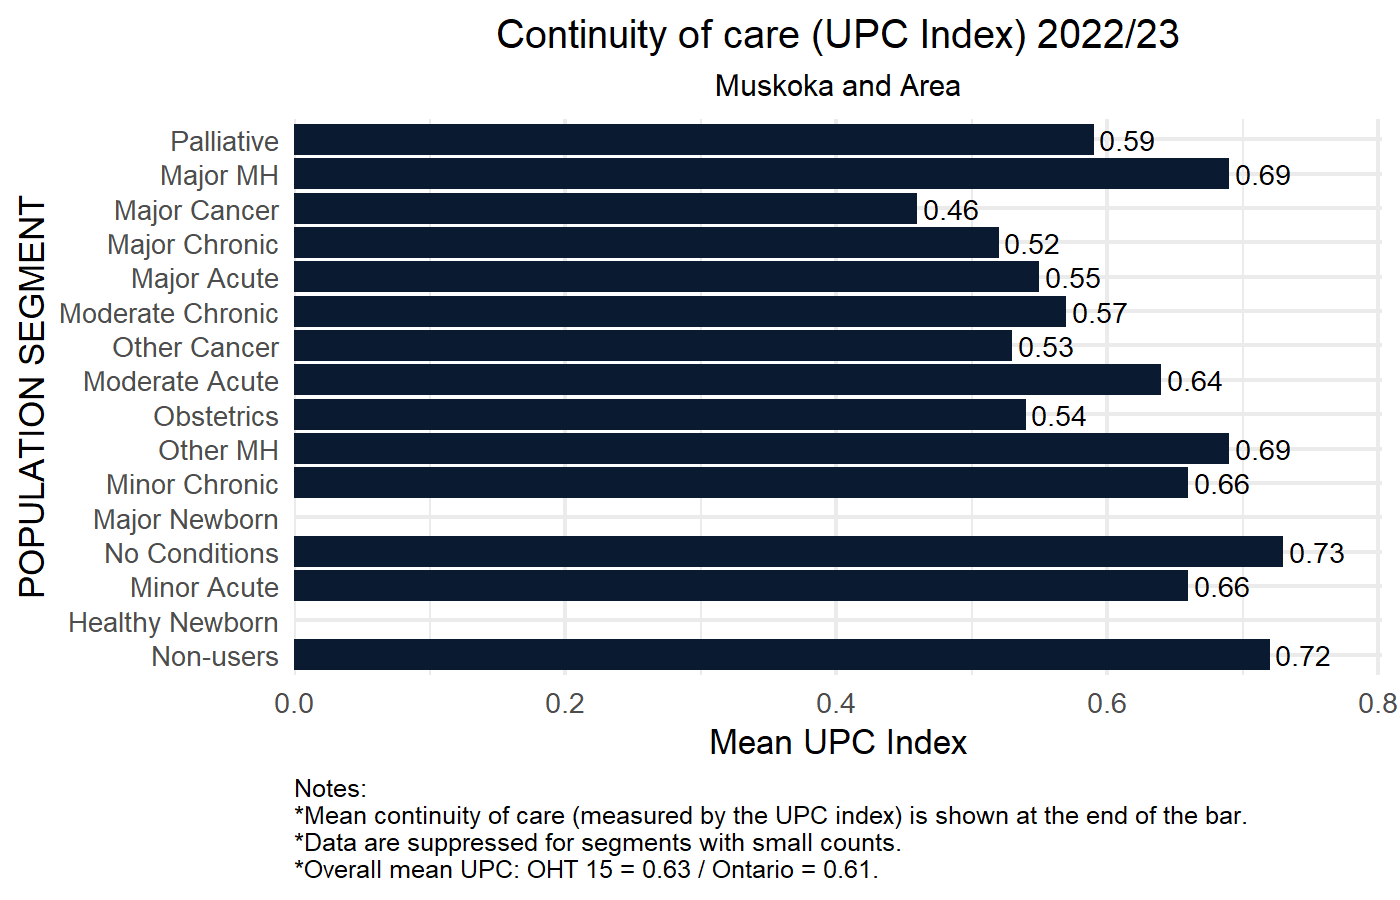 Continuity of care (UPC Index) 2022/23
Muskoka and Area
POPULATION SEGMENT
Palliative 0.59
Major MH 0.69
Major Cancer 0.46
Major Chronic 0.52
Major Acute 0.55
Moderate Chronic 0.57
Other Cancer 0.53
Moderate Acute 0.64
Obstetrics 0.54
Other MH 0.69
Minor Chronic 0.66
Major Newborn
No Conditions 0.73
Minor Acute 0.66
Healthy Newborn
Non-users 0.72
0.0 0.2 0.4 0.6 0.8
Mean UPC Index
Notes:
*Mean continuity of care (measured by the UPC index) is shown at the end of the bar.
*Data are suppressed for segments with small counts.
*Overall mean UPC: OHT 15 = 0.63 / Ontario = 0.61.